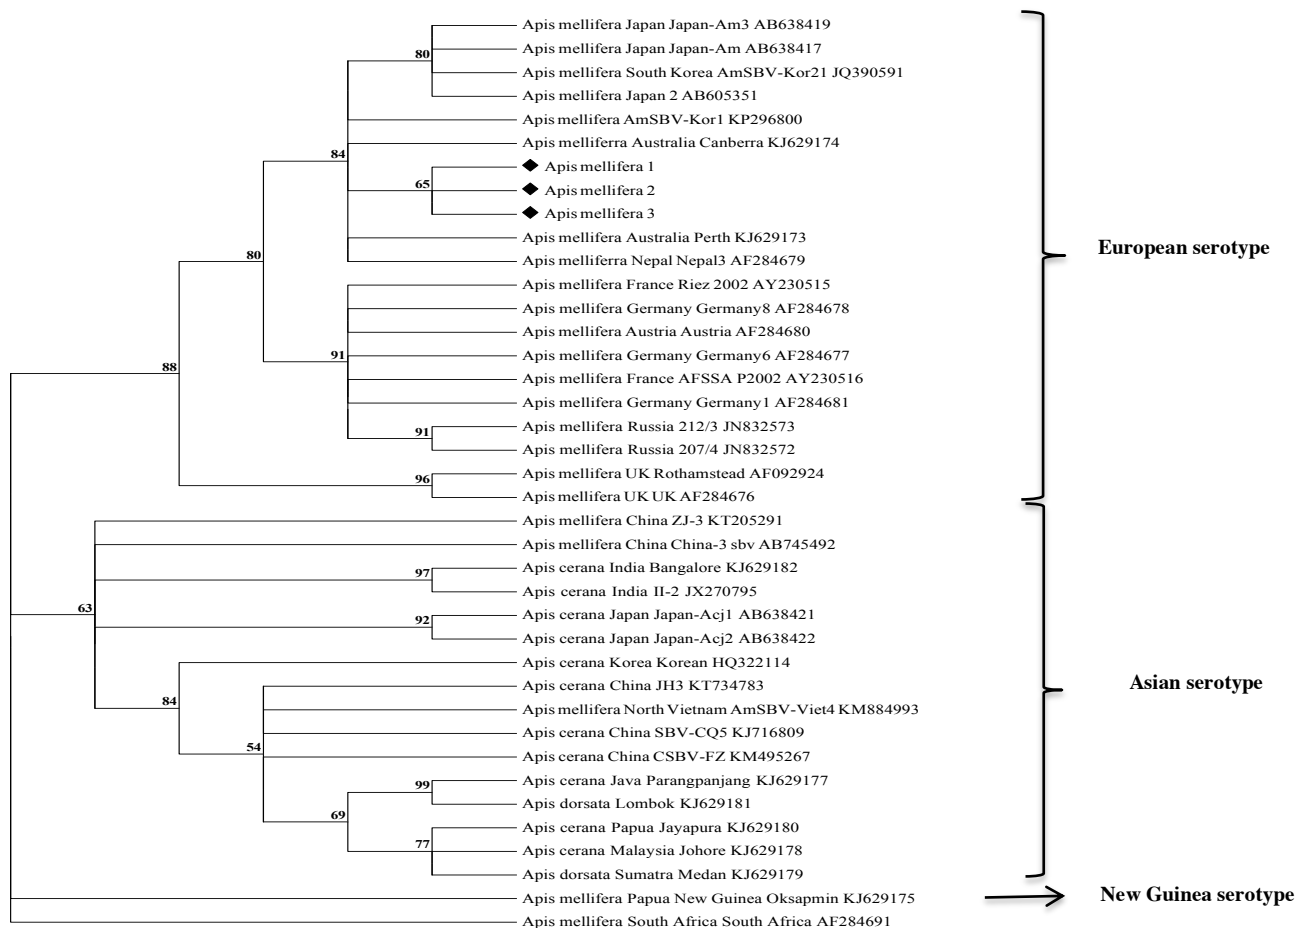 Apis mellifera Japan Japan-Am3 AB638419
Apis mellifera Japan Japan-Am AB638417
80
Apis mellifera South Korea AmSBV-Kor21 JQ390591
Apis mellifera Japan 2 AB605351
Apis mellifera AmSBV-Kor1 KP296800
Apis melliferra Australia Canberra KJ629174
84
Apis mellifera 1
65
Apis mellifera 2
Apis mellifera 3
Apis mellifera Australia Perth KJ629173
European serotype
80
Apis melliferra Nepal Nepal3 AF284679
Apis mellifera France Riez 2002 AY230515
Apis mellifera Germany Germany8 AF284678
Apis mellifera Austria Austria AF284680
91
Apis mellifera Germany Germany6 AF284677
88
Apis mellifera France AFSSA P2002 AY230516
Apis mellifera Germany Germany1 AF284681
Apis mellifera Russia 212/3 JN832573
91
Apis mellifera Russia 207/4 JN832572
Apis mellifera UK Rothamstead AF092924
96
Apis mellifera UK UK AF284676
Apis mellifera China ZJ-3 KT205291
Apis mellifera China China-3 sbv AB745492
Apis cerana India Bangalore KJ629182
97
Apis cerana India II-2 JX270795
63
Apis cerana Japan Japan-Acj1 AB638421
92
Apis cerana Japan Japan-Acj2 AB638422
Apis cerana Korea Korean HQ322114
Asian serotype
Apis cerana China JH3 KT734783
84
Apis mellifera North Vietnam AmSBV-Viet4 KM884993
Apis cerana China SBV-CQ5 KJ716809
54
Apis cerana China CSBV-FZ KM495267
Apis cerana Java Parangpanjang KJ629177
99
Apis dorsata Lombok KJ629181
69
Apis cerana Papua Jayapura KJ629180
77
Apis cerana Malaysia Johore KJ629178
Apis dorsata Sumatra Medan KJ629179
Apis mellifera Papua New Guinea Oksapmin KJ629175
New Guinea serotype
Apis mellifera South Africa South Africa AF284691